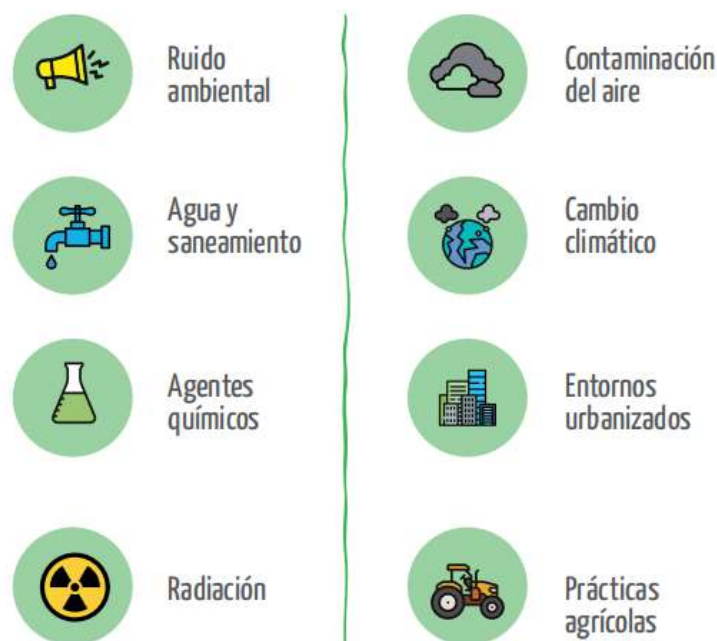 Ruido
ambiental
Agua y
saneamiento
Agentes
químicos
Radiación
Contaminación
del aire
Cambio
climático
Entornos
urbanizados
Prácticas
agrícolas